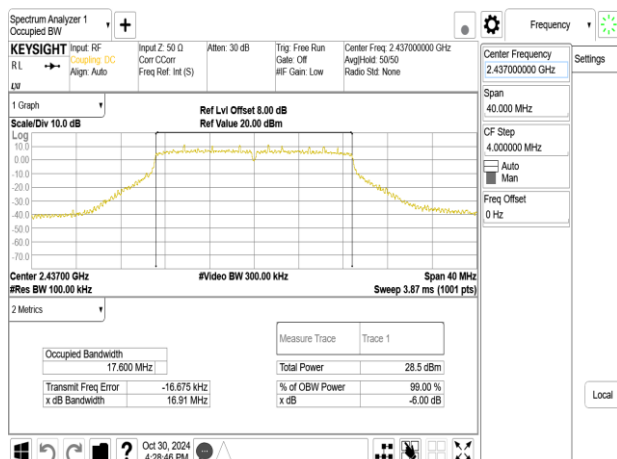 Spectrum Analyzer 1
Occupied BW
+
Frequency
KEYSIGHT
RL
LXI
Input: RF
Coupling: DC
Align: Auto
Input Z: 50 Ω
Corr CCorr
Freq Ref: Int (S)
Atten: 30 dB
Trig: Free Run
Gate: Off
#IF Gain: Low
Center Freq: 2.437000000 GHz
Avg|Hold: 50/50
Radio Std: None
Center Frequency
2.437000000 GHz
Settings
Span
40.000 MHz
CF Step
4.000000 MHz
Auto
Man
Freq Offset
0 Hz
Local
1 Graph
Scale/Div 10.0 dB
Ref Lvl Offset 8.00 dB
Ref Value 20.00 dBm
Log
10.0
0.00
-10.0
-20.0
-30.0
-40.0
-50.0
-60.0
-70.0
Center 2.43700 GHz
#Res BW 100.00 kHz
#Video BW 300.00 kHz
Span 40 MHz
Sweep 3.87 ms (1001 pts)
2 Metrics
Measure Trace Trace 1
Occupied Bandwidth
17.600 MHz
Total Power 28.5 dBm
Transmit Freq Error -16.675 kHz
% of OBW Power 99.00 %
x dB Bandwidth 16.91 MHz
x dB -6.00 dB
?
Oct 30, 2024
4:28:46 PM